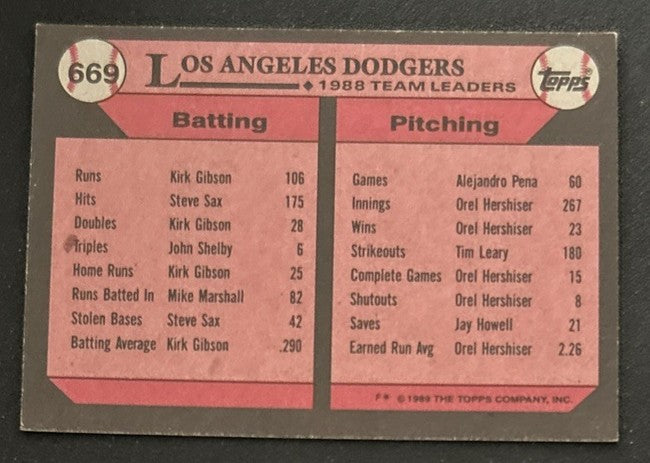 669 LOS ANGELES DODGERS Topps
1988 TEAM LEADERS
Batting
Runs Kirk Gibson 106
Hits Steve Sax 175
Doubles Kirk Gibson 28
Triples John Shelby 6
Home Runs Kirk Gibson 25
Runs Batted In Mike Marshall 82
Stolen Bases Steve Sax 42
Batting Average Kirk Gibson .290
Pitching
Games Alejandro Pena 60
Innings Orel Hershiser 267
Wins Orel Hershiser 23
Strikeouts Tim Leary 180
Complete Games Orel Hershiser 15
Shutouts Orel Hershiser 8
Saves Jay Howell 21
Earned Run Avg Orel Hershiser 2.26
F* © 1989 THE TOPPS COMPANY, INC.